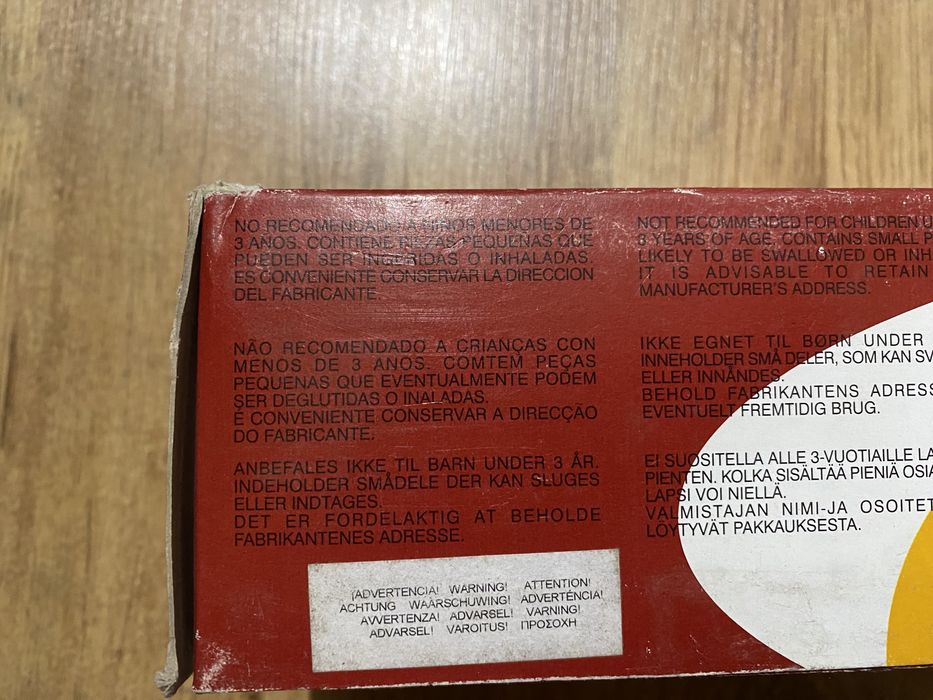 NO RECOMENDADO A NIÑOS MENORES DE
3 AÑOS. CONTIENE PIEZAS PEQUEÑAS QUE
PUEDEN SER INGERIDAS O INHALADAS.
ES CONVENIENTE CONSERVAR LA DIRECCION
DEL FABRICANTE.
NÃO RECOMENDADO A CRIANÇAS CON
MENOS DE 3 ANOS. COMTEM PEÇAS
PEQUENAS QUE EVENTUALMENTE PODEM
SER DEGLUTIDAS O INALADAS.
É CONVENIENTE CONSERVAR A DIRECÇÃO
DO FABRICANTE.
ANBEFALES IKKE TIL BARN UNDER 3 ÅR.
INDEHOLDER SMÅDELE DER KAN SLUGES
ELLER INDTAGES.
DET ER FORDELAKTIG AT BEHOLDE
FABRIKANTENES ADRESSE.
NOT RECOMMENDED FOR CHILDREN
3 YEARS OF AGE, CONTAINS SMALL
LIKELY TO BE SWALLOWED OR
IT IS ADVISABLE TO RETAIN
MANUFACTURER'S ADDRESS.
IKKE EGNET TIL BØRN UNDER
INNEHOLDER SMÅ DELER, SOM KAN
ELLER INNÅNDES.
BEHOLD FABRIKANTENS
EVENTUELT FREMTIDIG BRUG.
EI SUOSITELLA ALLE 3-VUOTIAILLE
PIENTEN. KOLKA SISÄLTÄÄ PIENIÄ
LAPSI VOI NIELLÄ.
VALMISTAJAN NIMI-JA
LÖYTYVÄT PAKKAUKSESTA.
¡ADVERTENCIA! WARNING! ATTENTION!
ACHTUNG WAARSCHUWING! ADVERTÉNCIA!
AVVERTENZA! ADVARSEL! VARNING!
ADVARSEL! VAROITUS! ΠΡΟΣΟΧΗ